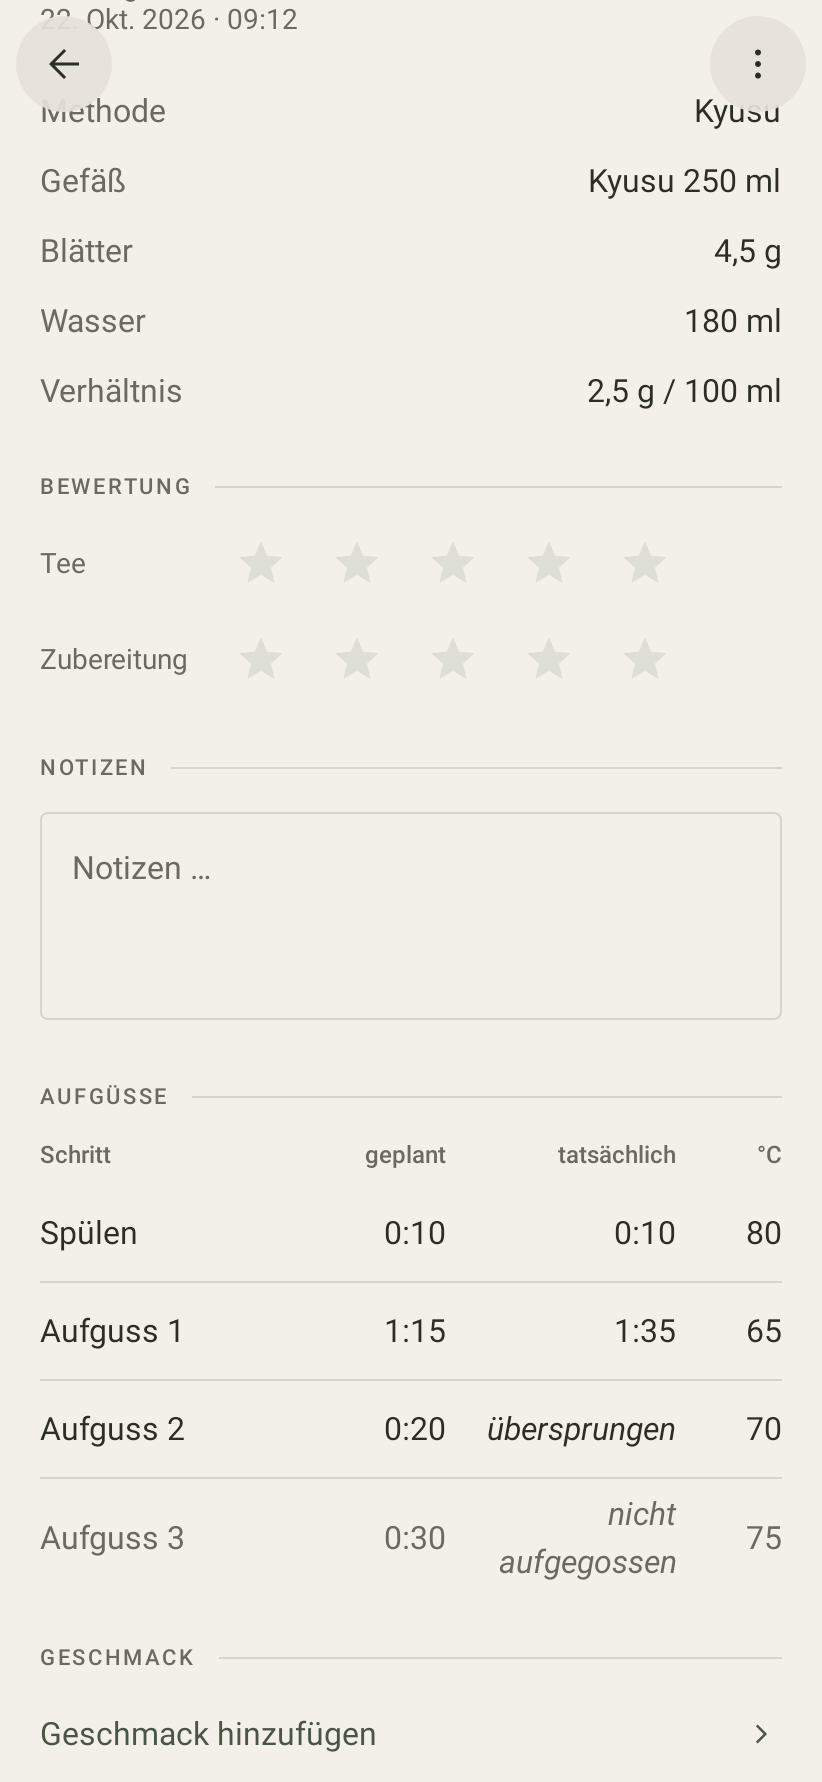 22. Okt. 2026 · 09:12
Methode Kyusu
Gefäß Kyusu 250 ml
Blätter 4,5 g
Wasser 180 ml
Verhältnis 2,5 g / 100 ml
BEWERTUNG
Tee
Zubereitung
NOTIZEN
Notizen …
AUFGÜSSE
Schritt geplant tatsächlich °C
Spülen 0:10 0:10 80
Aufguss 1 1:15 1:35 65
Aufguss 2 0:20 übersprungen 70
Aufguss 3 0:30 nicht aufgegossen 75
GESCHMACK
Geschmack hinzufügen